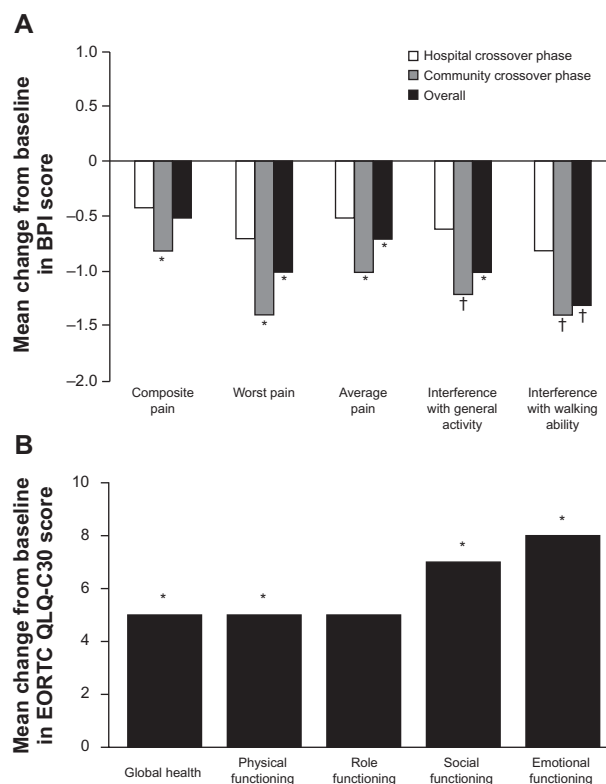 A
Hospital crossover phase
Community crossover phase
Overall
Mean change from baseline
in BPI score
1.0
0.5
0
–0.5
–1.0
–1.5
–2.0
*
*
*
*
*
†
*
†
†
Composite
pain
Worst pain
Average
pain
Interference
with general
activity
Interference
with walking
ability
B
Mean change from baseline
in EORTC QLQ-C30 score
10
8
6
4
2
0
*
*
*
*
Global health
Physical
functioning
Role
functioning
Social
functioning
Emotional
functioning